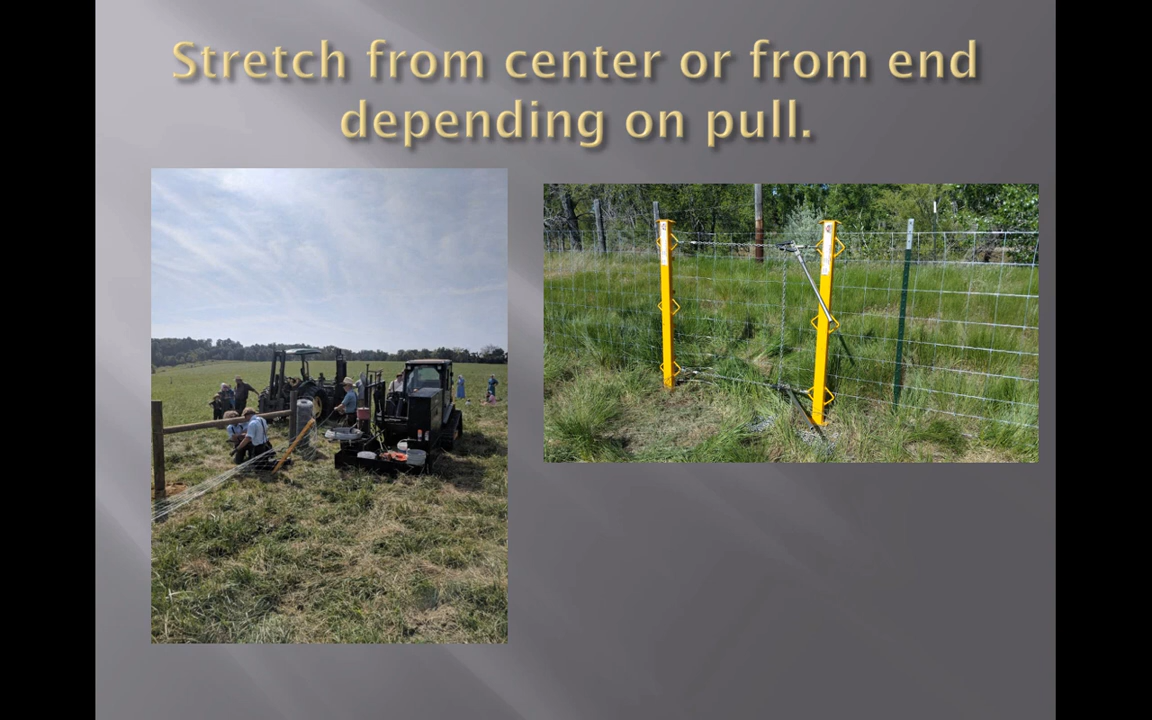 Stretch from center or from end
depending on pull.